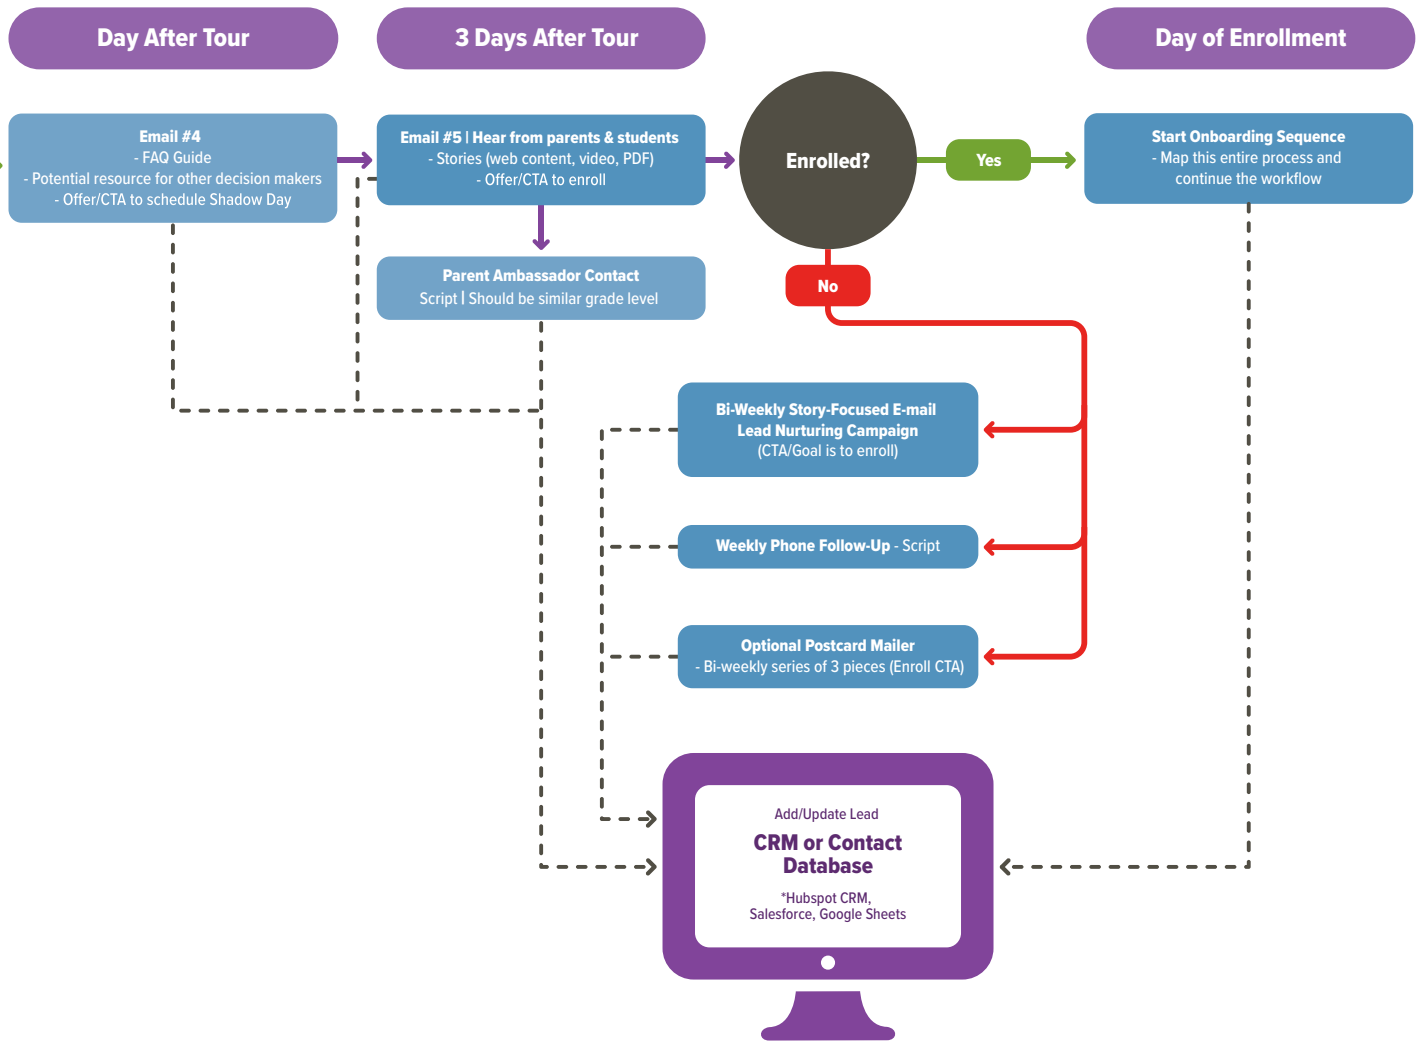 Day After Tour
3 Days After Tour
Day of Enrollment
Email #4
- FAQ Guide
- Potential resource for other decision makers
- Offer/CTA to schedule Shadow Day
Email #5 | Hear from parents & students
- Stories (web content, video, PDF)
- Offer/CTA to enroll
Enrolled?
Yes
Start Onboarding Sequence
- Map this entire process and
continue the workflow
Parent Ambassador Contact
Script | Should be similar grade level
No
Bi-Weekly Story-Focused E-mail
Lead Nurturing Campaign
(CTA/Goal is to enroll)
Weekly Phone Follow-Up - Script
Optional Postcard Mailer
- Bi-weekly series of 3 pieces (Enroll CTA)
Add/Update Lead
CRM or Contact
Database
*Hubspot CRM,
Salesforce, Google Sheets